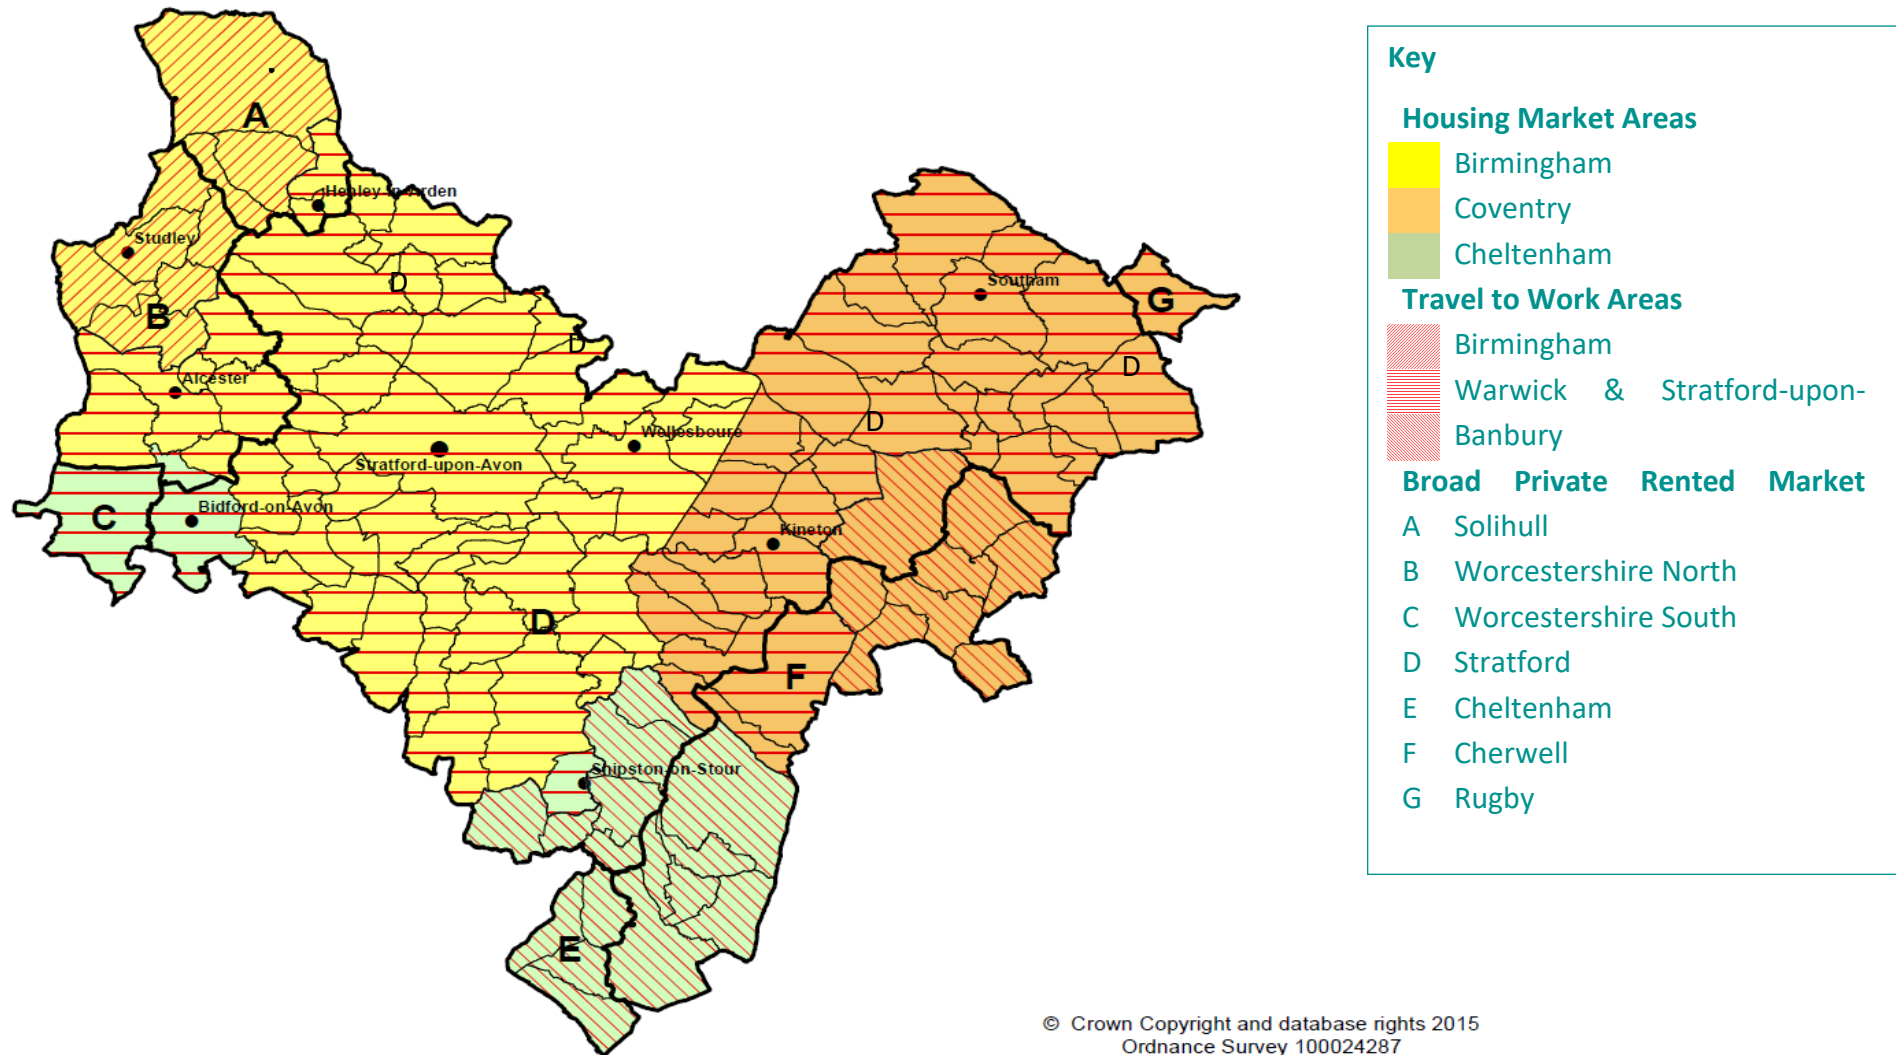 A
Henley-in-Arden
Studley
D
B
Southam
G
D
D
Alcester
D
Wellesboure
Stratford-upon-Avon
Bidford-on-Avon
C
Kineton
D
F
Shipston-on-Stour
E
Key
Housing Market Areas
Birmingham
Coventry
Cheltenham
Travel to Work Areas
Birmingham
Warwick & Stratford-upon-
Banbury
Broad Private Rented Market
A Solihull
B Worcestershire North
C Worcestershire South
D Stratford
E Cheltenham
F Cherwell
G Rugby
© Crown Copyright and database rights 2015
Ordnance Survey 100024287